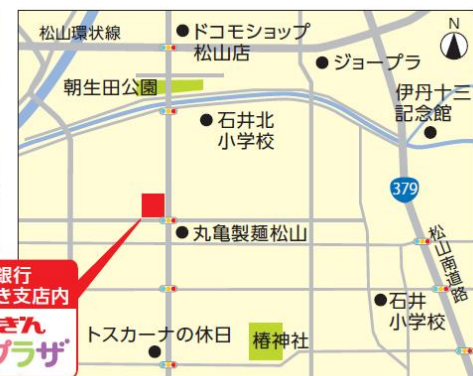 松山環状線
ドコモショップ
松山店
N
ジョープラ
朝生田公園
伊丹十三
記念館
石井北
小学校
379
丸亀製麺松山
松山南道路
銀行
き支店内
きん
プラザ
石井
小学校
トスカーナの休日
椿神社